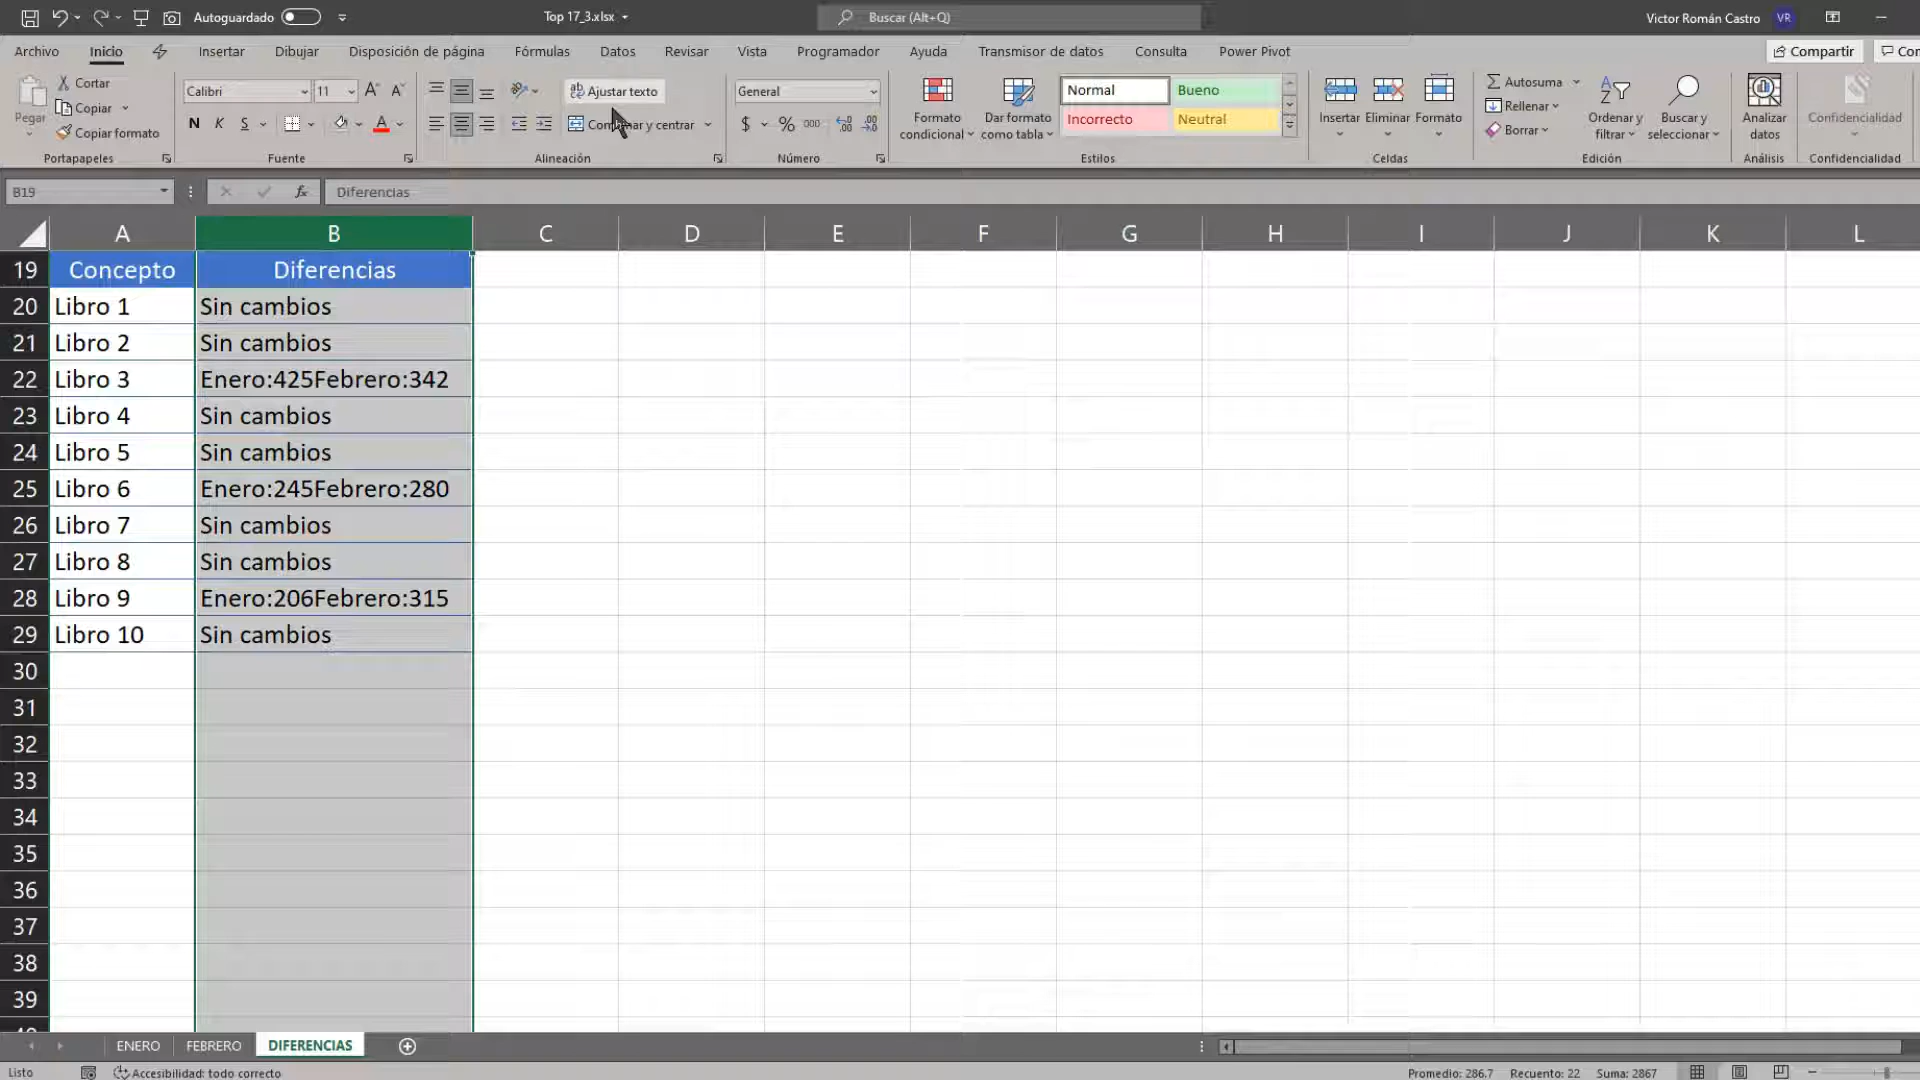 Autoguardado
Top 17_3.xlsx
Buscar (Alt+Q)
Victor Román Castro
VR
Archivo
Inicio
Insertar
Dibujar
Disposición de página
Fórmulas
Datos
Revisar
Vista
Programador
Ayuda
Transmisor de datos
Consulta
Power Pivot
Compartir
Pegar
Cortar
Copiar
Copiar formato
Portapapeles
Calibri
11
N K S
Fuente
Ajustar texto
Alineación
General
$ % 000
Número
Formato
condicional
Dar formato
como tabla
Normal
Bueno
Incorrecto
Neutral
Estilos
Insertar
Eliminar
Formato
Celdas
Autosuma
Rellenar
Borrar
Ordenar y
filtrar
Buscar y
seleccionar
Edición
Analizar
datos
Análisis
Confidencialidad
Confidencialidad
B19
fx
Diferencias
A B C D E F G H I J K L
19 Concepto Diferencias
20 Libro 1 Sin cambios
21 Libro 2 Sin cambios
22 Libro 3 Enero:425Febrero:342
23 Libro 4 Sin cambios
24 Libro 5 Sin cambios
25 Libro 6 Enero:245Febrero:280
26 Libro 7 Sin cambios
27 Libro 8 Sin cambios
28 Libro 9 Enero:206Febrero:315
29 Libro 10 Sin cambios
30
31
32
33
34
35
36
37
38
39
ENERO
FEBRERO
DIFERENCIAS
Listo
Accesibilidad: todo correcto
Promedio: 286.7
Recuento: 22
Suma: 2867